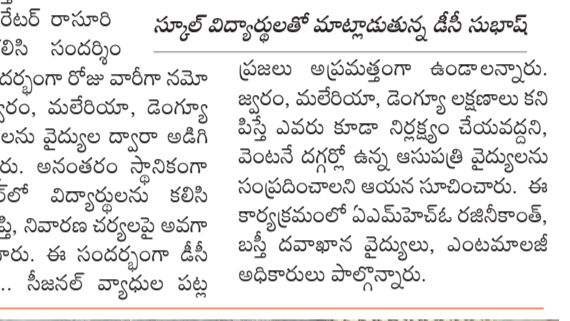 రేటర్ రాసూరి
కలిసి సందర్శిం
దర్భంగా రోజు వారీగా నమో
మలేరియా, డెంగ్యూ
లను వైద్యుల ద్వారా అడిగి
రు. అనంతరం స్థానికంగా
లో విద్యార్థులను కలిసి
ప్తి, నివారణ చర్యలపై అవగా
రు. ఈ సందర్భంగా డీసీ
.. సీజనల్ వ్యాధుల పట్ల
స్కూల్ విద్యార్థులతో మాట్లాడుతున్న డీసీ సుభాష్
ప్రజలు అప్రమత్తంగా ఉండాలన్నారు.
జ్వరం, మలేరియా, డెంగ్యూ లక్షణాలు కని
పిస్తే ఎవరు కూడా నిర్లక్ష్యం చేయవద్దని,
వెంటనే దగ్గర్లో ఉన్న ఆసుపత్రి వైద్యులను
సంప్రదించాలని ఆయన సూచించారు. ఈ
కార్యక్రమంలో ఏఎమ్‌హెచ్‌ఓ రజినీకాంత్,
బస్తీ దవాఖాన వైద్యులు, ఎంటమాలజీ
అధికారులు పాల్గొన్నారు.